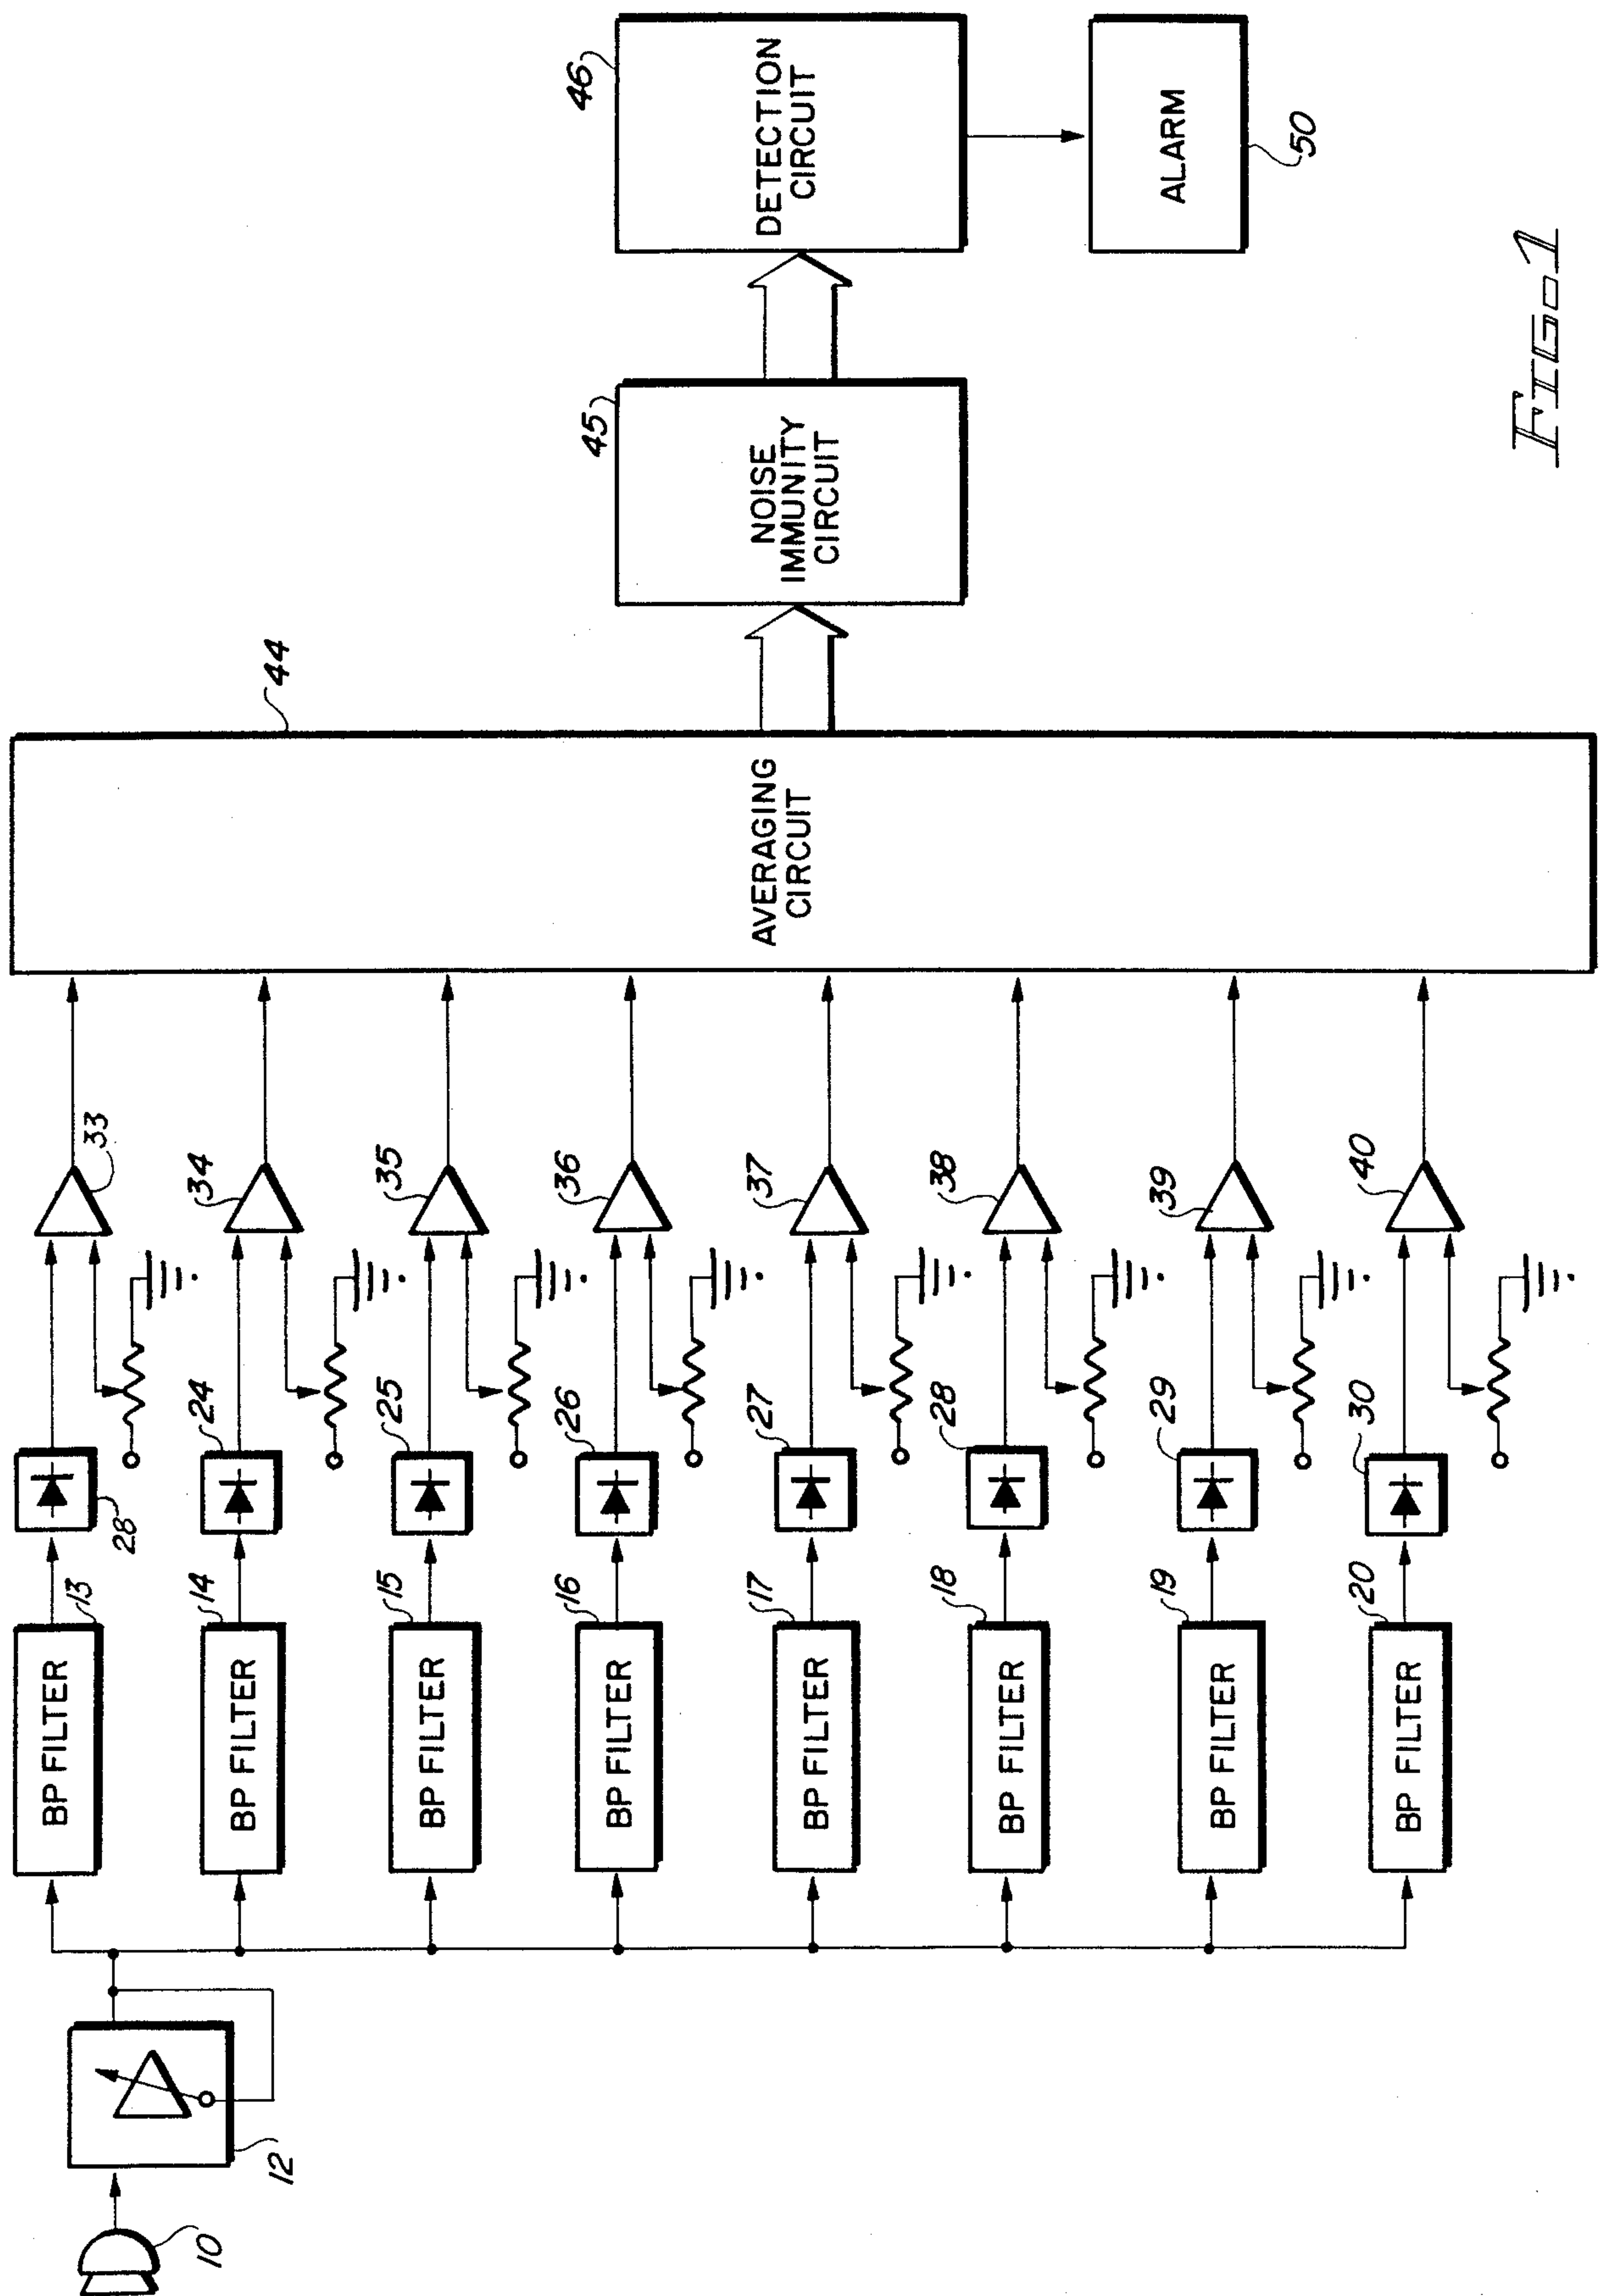 10
12
BP FILTER
13
28
33
BP FILTER
14
24
34
BP FILTER
15
25
35
BP FILTER
16
26
36
BP FILTER
17
27
37
BP FILTER
18
28
38
BP FILTER
19
29
39
BP FILTER
20
30
40
AVERAGING
CIRCUIT
44
NOISE
IMMUNITY
CIRCUIT
45
DETECTION
CIRCUIT
46
ALARM
50
FIG-1